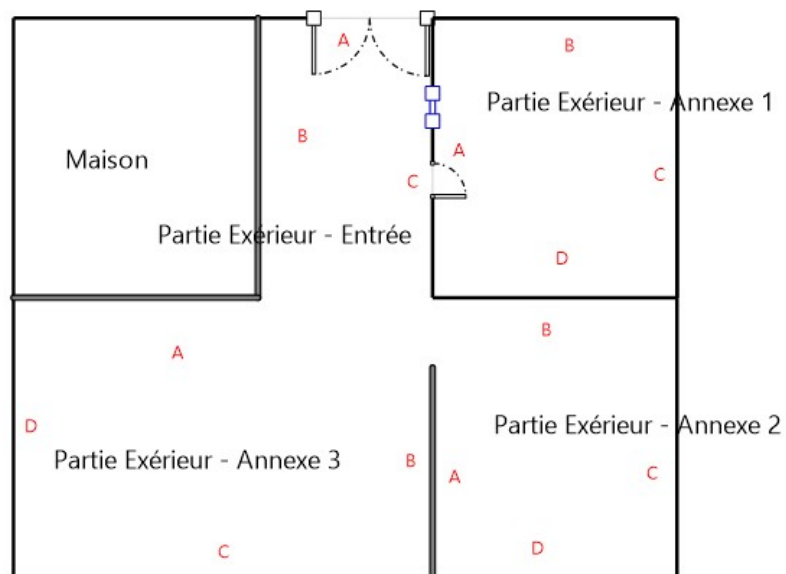 A
B
Partie Exérieur - Annexe 1
B
A
Maison
C
C
Partie Exérieur - Entrée
D
B
A
D
Partie Exérieur - Annexe 2
Partie Exérieur - Annexe 3
B
A
C
C
D